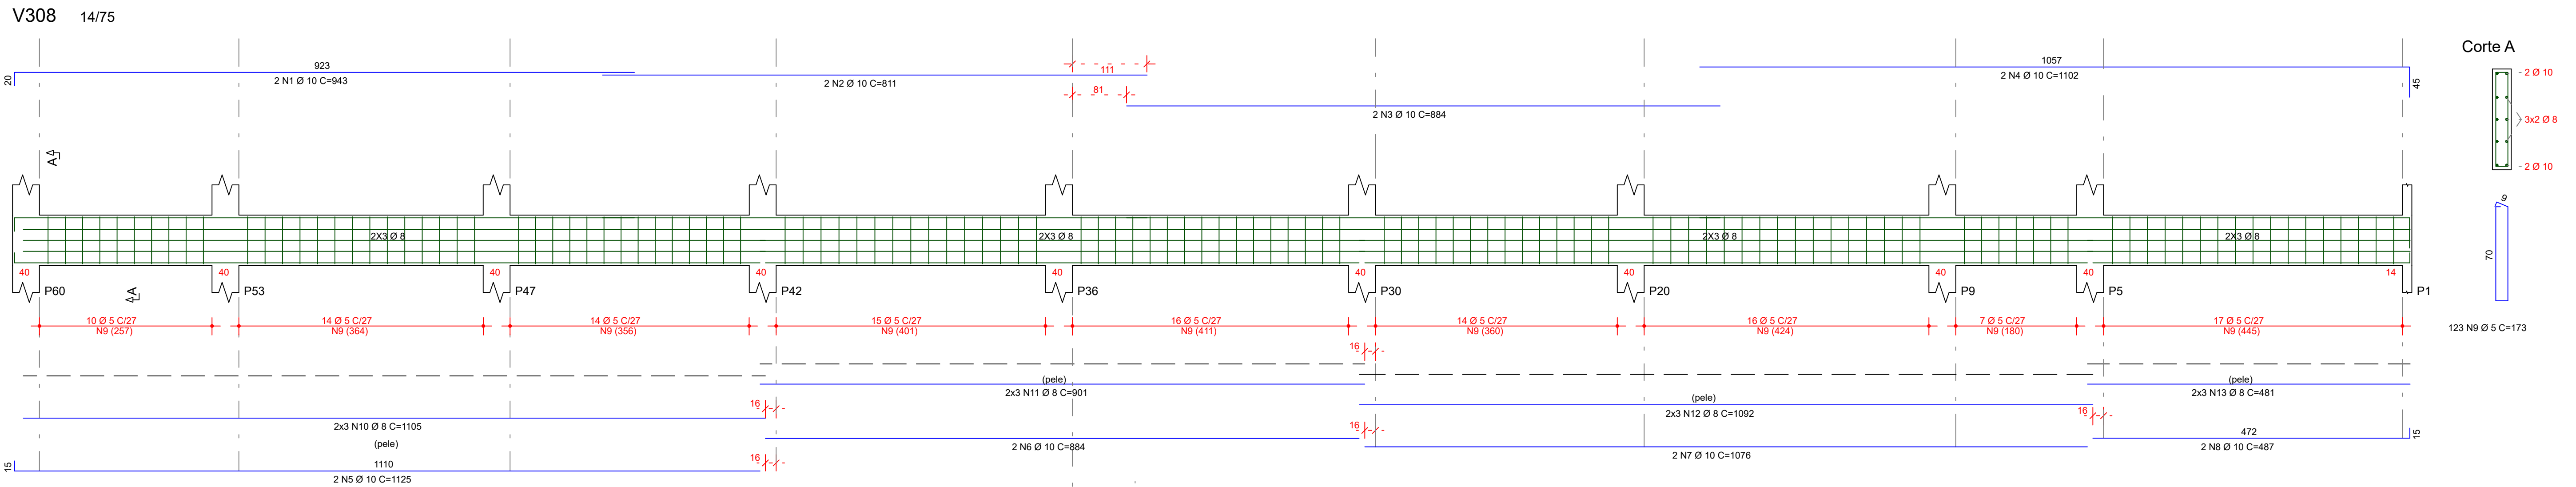 V308 14/75
Corte A
923
2 N1 Ø 10 C=943
20
2 N2 Ø 10 C=811
111
81
2 N3 Ø 10 C=884
1057
2 N4 Ø 10 C=1102
45
2 Ø 10
3x2 Ø 8
2 Ø 10
A
2X3 Ø 8
2X3 Ø 8
2X3 Ø 8
2X3 Ø 8
9
70
40
40
40
40
40
40
40
40
40
14
P60
A
P53
P47
P42
P36
P30
P20
P9
P5
P1
10 Ø 5 C/27
N9 (257)
14 Ø 5 C/27
N9 (364)
14 Ø 5 C/27
N9 (356)
15 Ø 5 C/27
N9 (401)
16 Ø 5 C/27
N9 (411)
14 Ø 5 C/27
N9 (360)
16 Ø 5 C/27
N9 (424)
7 Ø 5 C/27
N9 (180)
17 Ø 5 C/27
N9 (445)
123 N9 Ø 5 C=173
16
(pele)
2x3 N11 Ø 8 C=901
(pele)
2x3 N13 Ø 8 C=481
16
(pele)
2x3 N12 Ø 8 C=1092
16
2x3 N10 Ø 8 C=1105
(pele)
16
2 N6 Ø 10 C=884
472
2 N8 Ø 10 C=487
15
2 N7 Ø 10 C=1076
16
15
1110
2 N5 Ø 10 C=1125